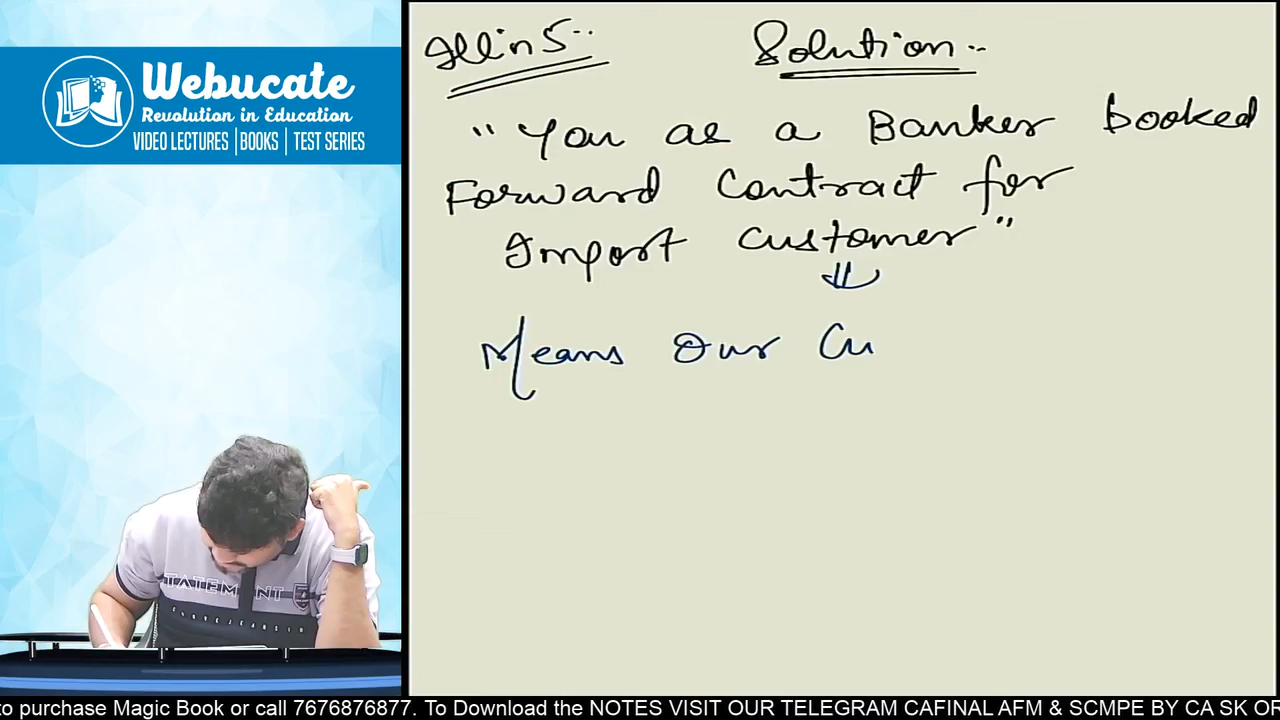 Webucate
Revolution in Education
VIDEO LECTURES | BOOKS | TEST SERIES
Illn 5.. Solution..
"You as a Banker booked
Forward Contract for
Import Customer"
Means Our Cu
TATEMENT
to purchase Magic Book or call 7676876877. To Download the NOTES VISIT OUR TELEGRAM CAFINAL AFM & SCMPE BY CA SK OR